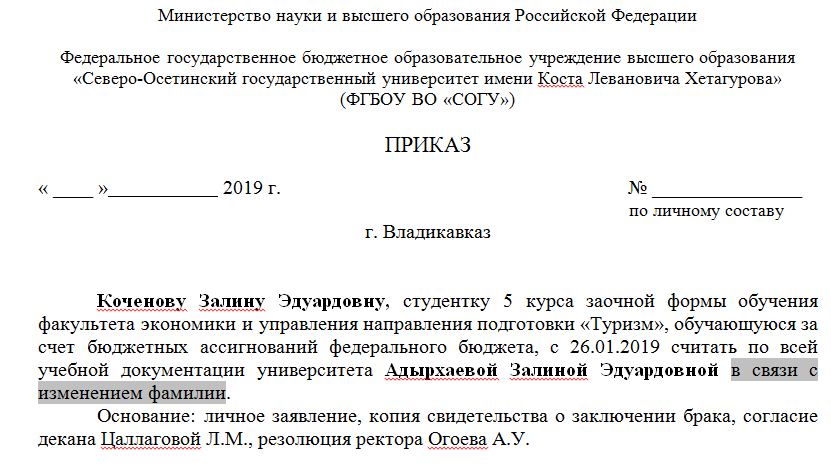 Министерство науки и высшего образования Российской Федерации
Федеральное государственное бюджетное образовательное учреждение высшего образования
«Северо-Осетинский государственный университет имени Коста Левановича Хетагурова»
(ФГБОУ ВО «СОГУ»)
ПРИКАЗ
« ____ »___________ 2019 г. № _______________
по личному составу
г. Владикавказ
Коченову Залину Эдуардовну, студентку 5 курса заочной формы обучения
факультета экономики и управления направления подготовки «Туризм», обучающуюся за
счет бюджетных ассигнований федерального бюджета, с 26.01.2019 считать по всей
учебной документации университета Адырхаевой Залиной Эдуардовной в связи с
изменением фамилии.
Основание: личное заявление, копия свидетельства о заключении брака, согласие
декана Цаллаговой Л.М., резолюция ректора Огоева А.У.